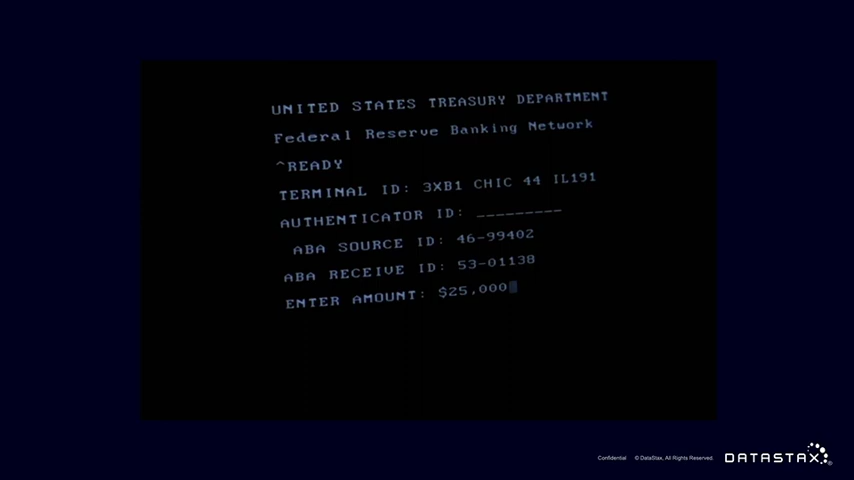 UNITED STATES TREASURY DEPARTMENT
Federal Reserve Banking Network
^READY
TERMINAL ID: 3XB1 CHIC 44 IL191
AUTHENTICATOR ID: _________
ABA SOURCE ID: 46-99402
ABA RECEIVE ID: 53-01138
ENTER AMOUNT: $25,000
Confidential © DataStax, All Rights Reserved. DATASTAX®